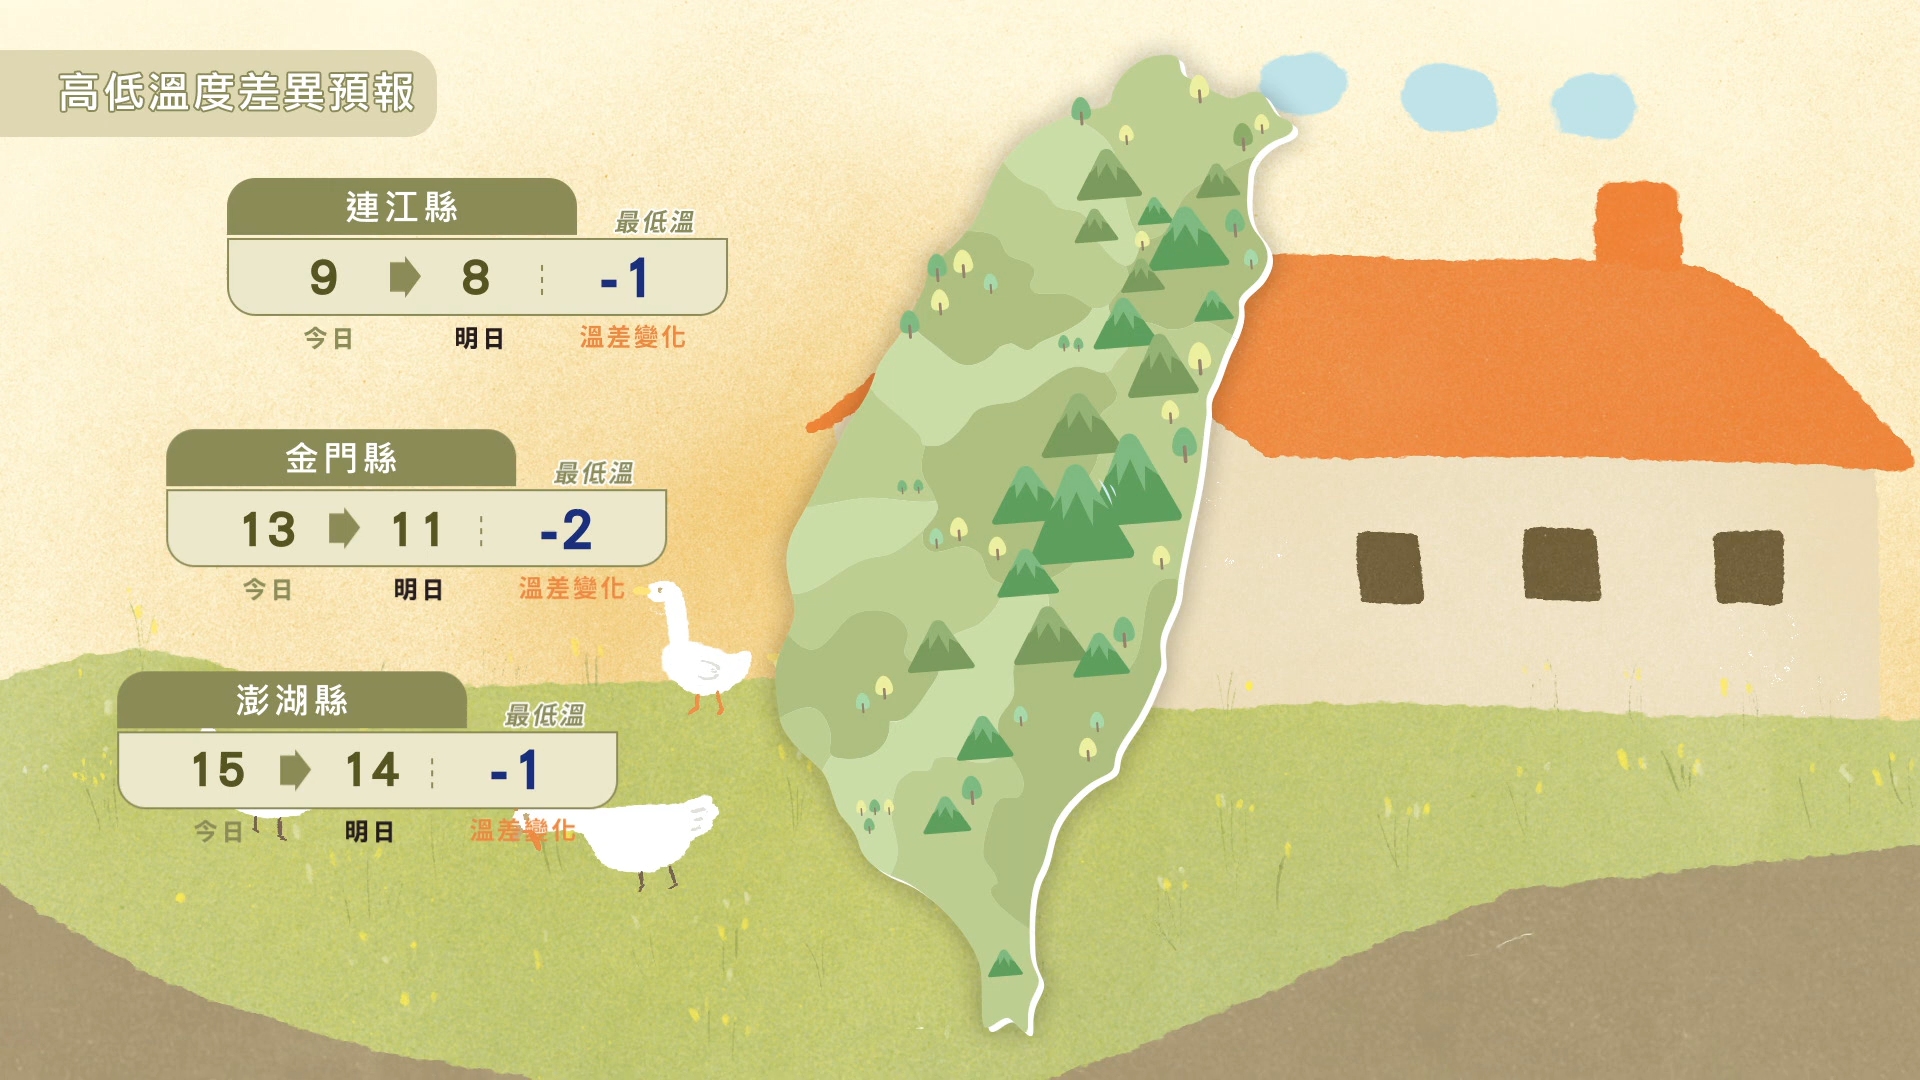 高低溫度差異預報
連江縣
最低溫
9 8 -1
今日 明日 溫差變化
金門縣
最低溫
13 11 -2
今日 明日 溫差變化
澎湖縣
最低溫
15 14 -1
今日 明日 溫差變化